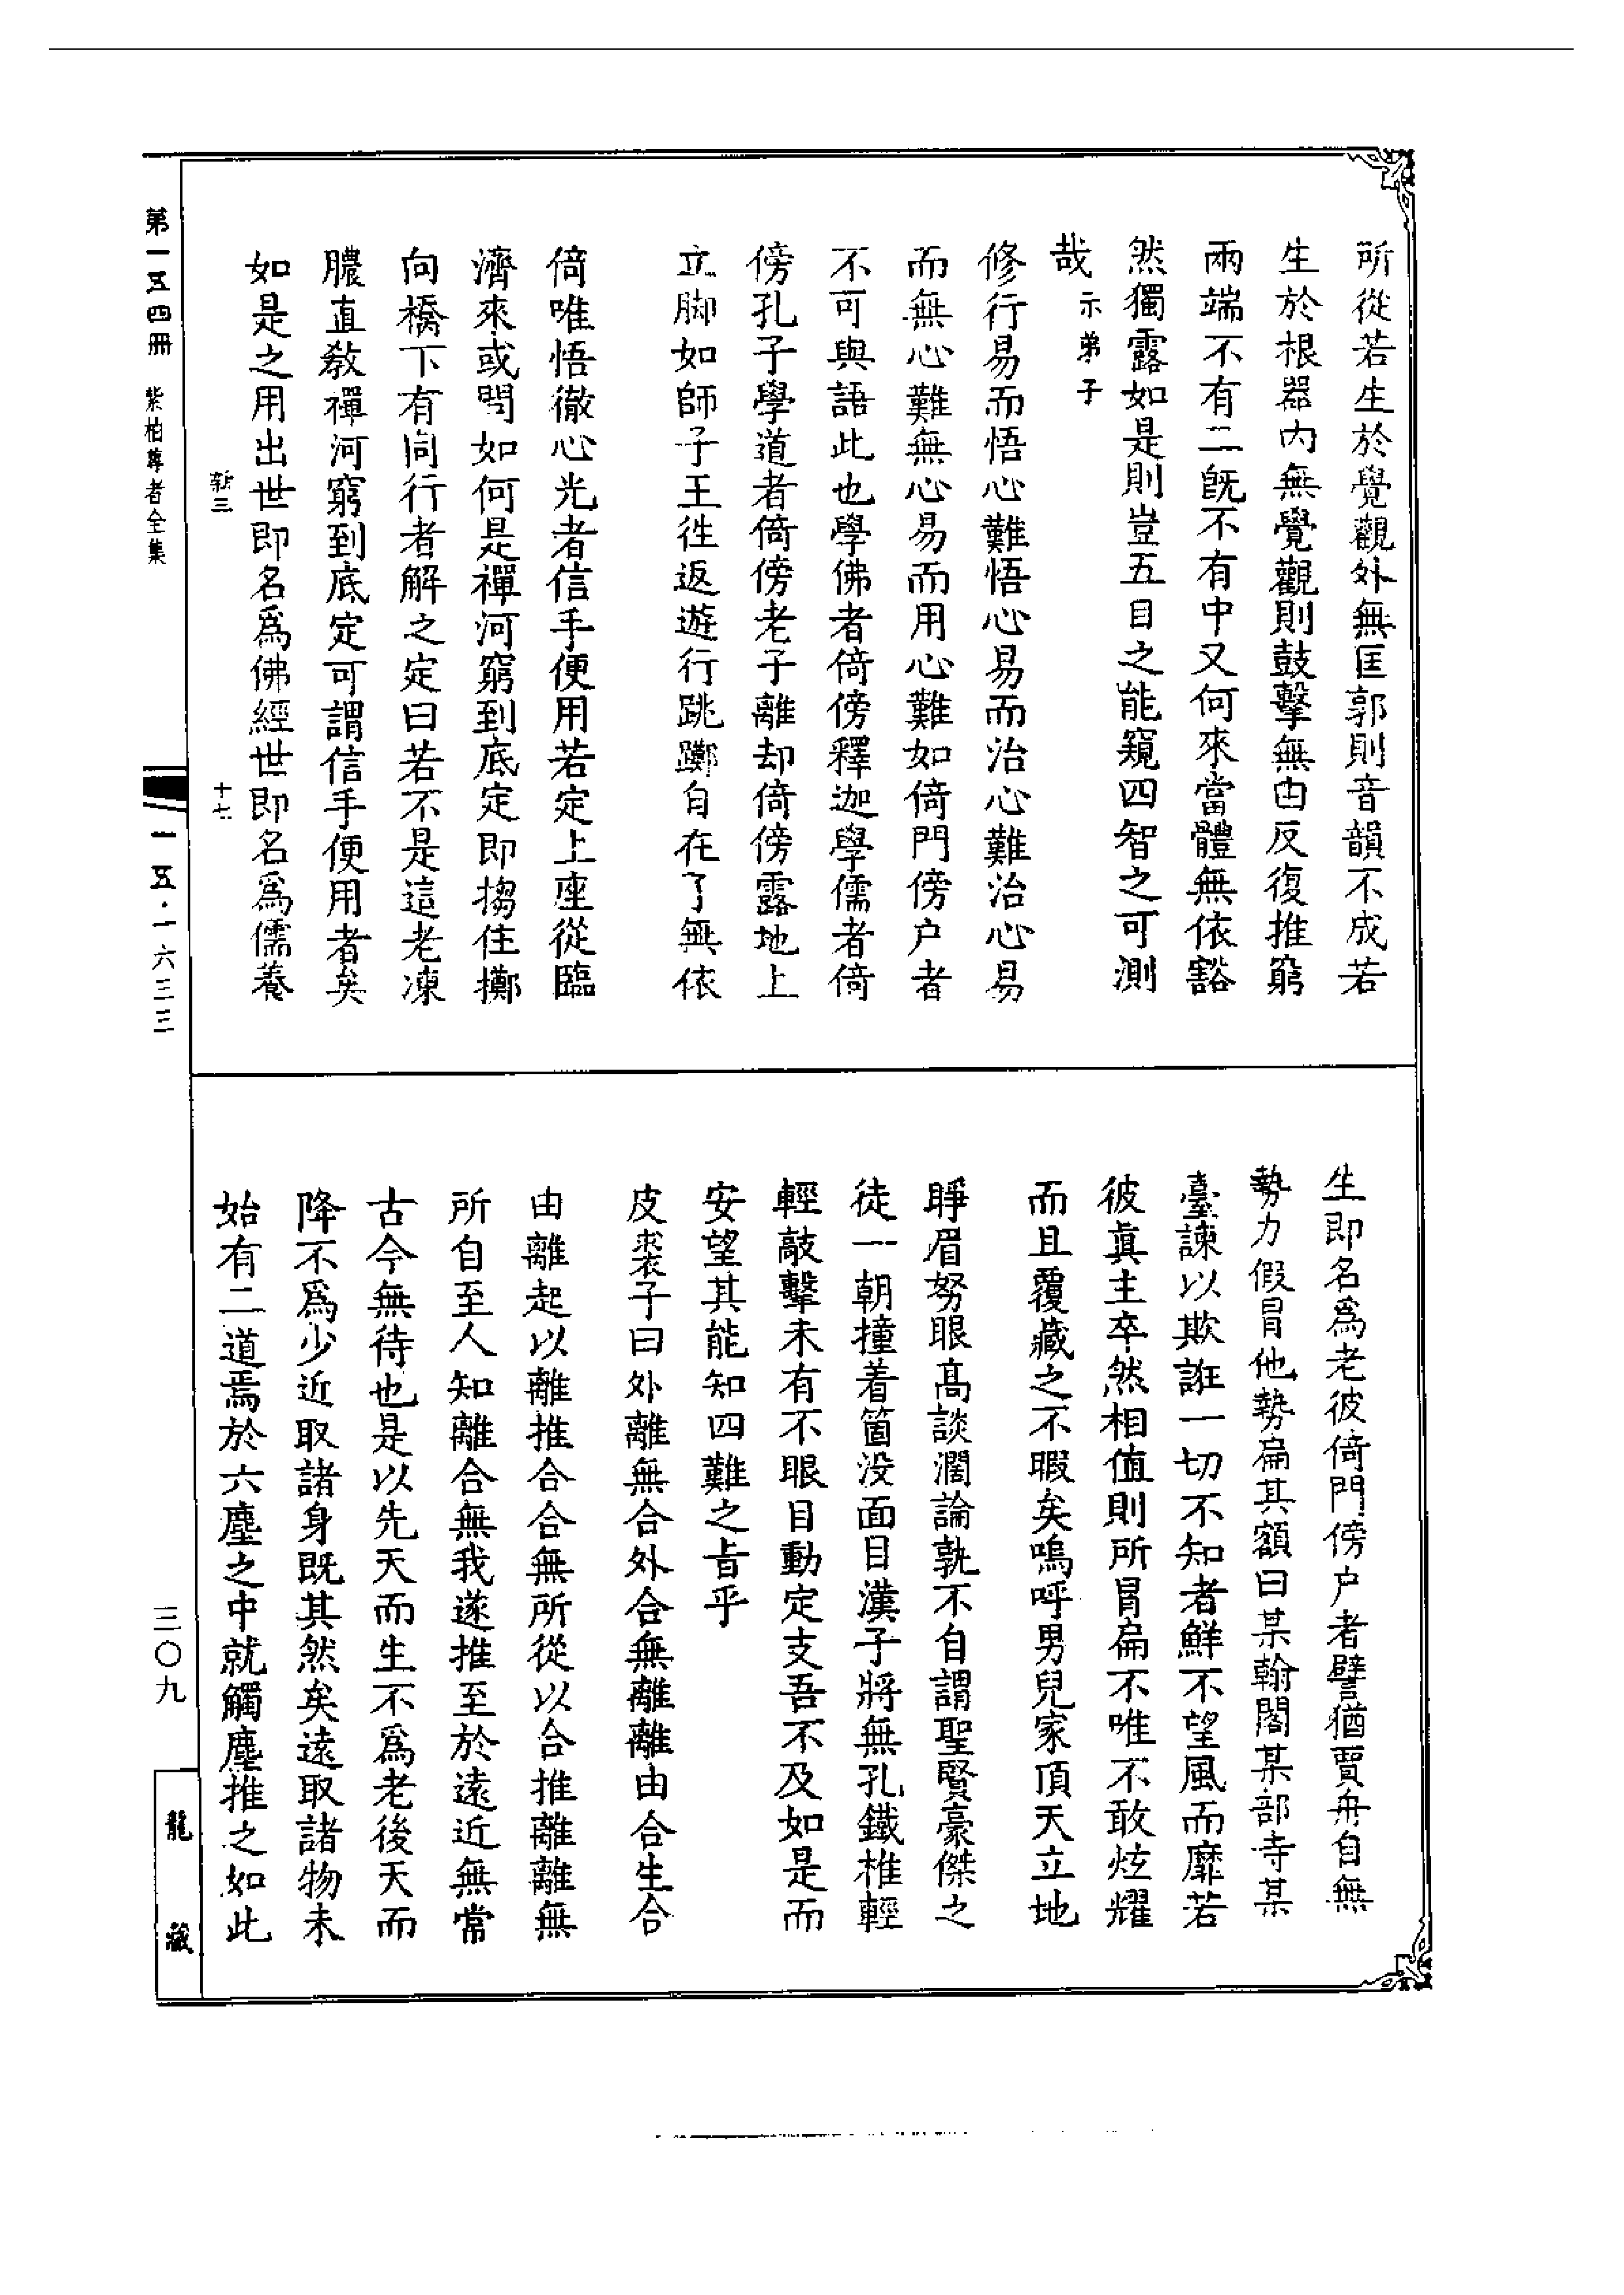 所從若生於覺觀外無匡郭則音韻不成若
生於根器內無覺觀則鼓擊無由反復推窮
兩端不有二既不有中又何來當體無依豁
然獨露如是則豈五目之能窺四智之可測
哉 示弟子
修行易而悟心難悟心易而治心難治心易
而無心難無心易而用心難如倚門傍户者
不可與語此也學佛者倚傍釋迦學儒者倚
傍孔子學道者倚傍老子離却倚傍露地上
立脚如師子王徃返遊行跳躑自在了無依
倚唯悟徹心光者信手便用若定上座從臨
濟來或問如何是禪河窮到底定即搊住擲
向橋下有同行者解之定曰若不是這老凍
膿直教禪河窮到底定可謂信手便用者矣
如是之用出世即名爲佛經世即名爲儒養
生即名爲老彼倚門傍户者譬猶賈舟自無
勢力假冒他勢扁其額曰某翰閣某部寺某
臺諫以欺誑一切不知者鮮不望風而靡若
彼眞主卒然相值則所冒扁不唯不敢炫耀
而且覆藏之不暇矣嗚呼男兒家頂天立地
睜眉努眼高談濶論孰不自謂聖賢豪傑之
徒一朝撞着箇没面目漢子將無孔鐵椎輕
輕敲擊未有不眼目動定支吾不及如是而
安望其能知四難之旨乎
皮裘子曰外離無合外合無離離由合生合
由離起以離推合合無所從以合推離離無
所自至人知離合無我遂推至於遠近無常
古今無待也是以先天而生不爲老後天而
降不爲少近取諸身既其然矣遠取諸物未
始有二道焉於六塵之中就觸塵推之如此
第一五四冊 紫柏尊者全集
三 十七
一五·一六三三
三〇九
龍藏